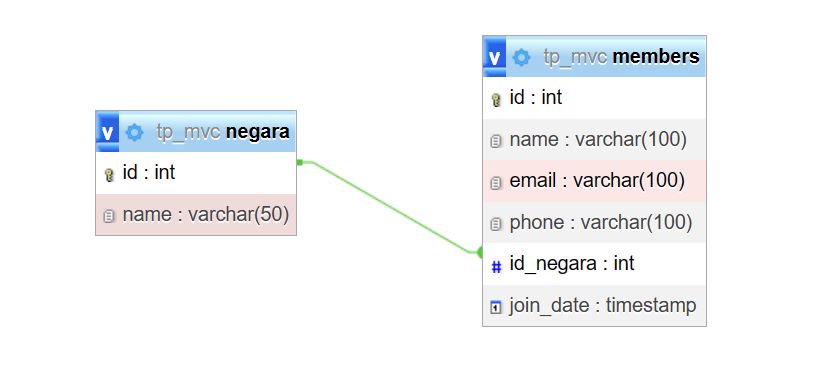 v tp_mvc negara
id : int
name : varchar(50)
v tp_mvc members
id : int
name : varchar(100)
email : varchar(100)
phone : varchar(100)
# id_negara : int
join_date : timestamp